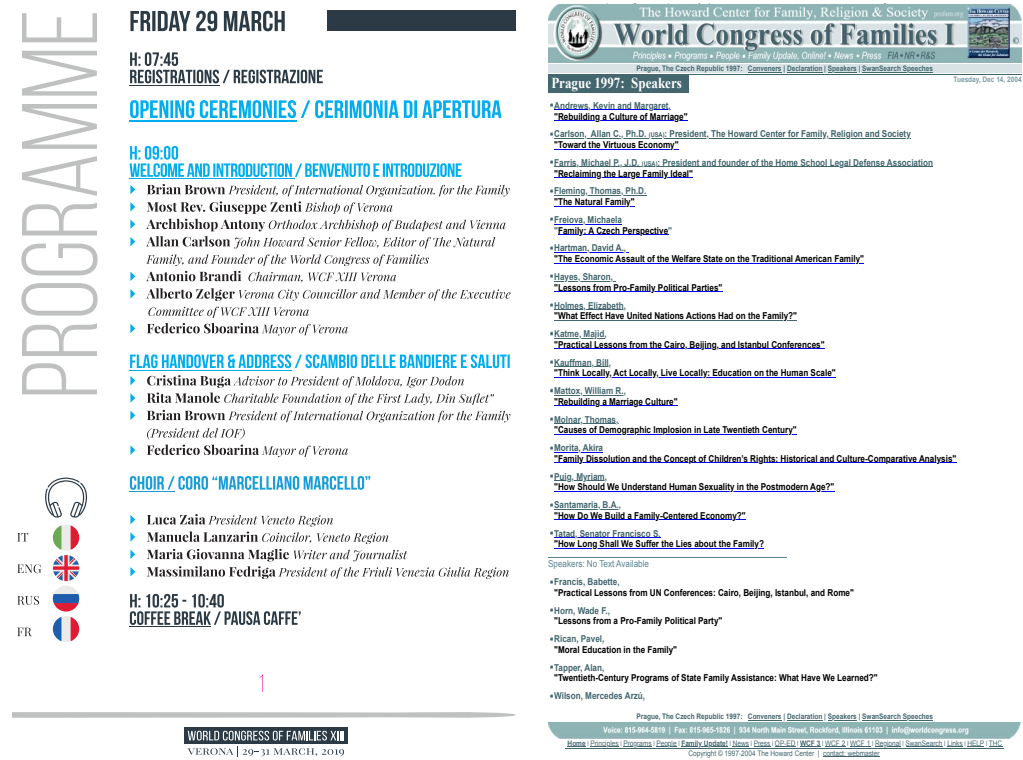 PROGRAMME
FRIDAY 29 MARCH
H: 07:45
REGISTRATIONS / REGISTRAZIONE
OPENING CEREMONIES / CERIMONIA DI APERTURA
H: 09:00
WELCOME AND INTRODUCTION / BENVENUTO E INTRODUZIONE
Brian Brown President, of International Organization. for the Family
Most Rev. Giuseppe Zenti Bishop of Verona
Archbishop Antony Orthodox Archbishop of Budapest and Vienna
Allan Carlson John Howard Senior Fellow, Editor of The Natural
Family, and Founder of the World Congress of Families
Antonio Brandi Chairman, WCF XIII Verona
Alberto Zelger Verona City Councillor and Member of the Executive
Committee of WCF XIII Verona
Federico Sboarina Mayor of Verona
FLAG HANDOVER & ADDRESS / SCAMBIO DELLE BANDIERE E SALUTI
Cristina Buga Advisor to President of Moldova, Igor Dodon
Rita Manole Charitable Foundation of the First Lady, Din Suflet"
Brian Brown President of International Organization for the Family
(President del IOF)
Federico Sboarina Mayor of Verona
CHOIR / CORO “MARCELLIANO MARCELLO”
Luca Zaia President Veneto Region
Manuela Lanzarin Coincilor, Veneto Region
Maria Giovanna Maglie Writer and Journalist
Massimilano Fedriga President of the Friuli Venezia Giulia Region
H: 10:25 - 10:40
COFFEE BREAK / PAUSA CAFFE’
IT
ENG
RUS
FR
1
WORLD CONGRESS OF FAMILIES XIII
VERONA | 29–31 MARCH, 2019
The Howard Center for Family, Religion & Society profam.org
World Congress of Families I
Principles • Programs • People • Family Update, Online! • News • Press FIA•NR•R&S
Prague, The Czech Republic 1997: Conveners | Declaration | Speakers | SwanSearch Speeches
Prague 1997: Speakers
Tuesday, Dec 14, 2004
•Andrews, Kevin and Margaret,
"Rebuilding a Culture of Marriage"
•Carlson, Allan C., Ph.D. (USA): President, The Howard Center for Family, Religion and Society
"Toward the Virtuous Economy"
•Farris, Michael P., J.D. (USA): President and founder of the Home School Legal Defense Association
"Reclaiming the Large Family Ideal"
•Fleming, Thomas, Ph.D.
"The Natural Family"
•Freiova, Michaela
"Family: A Czech Perspective"
•Hartman, David A.,
"The Economic Assault of the Welfare State on the Traditional American Family"
•Hayes, Sharon,
"Lessons from Pro-Family Political Parties"
•Holmes, Elizabeth,
"What Effect Have United Nations Actions Had on the Family?"
•Katme, Majid,
"Practical Lessons from the Cairo, Beijing, and Istanbul Conferences"
•Kauffman, Bill,
"Think Locally, Act Locally, Live Locally: Education on the Human Scale"
•Mattox, William R.,
"Rebuilding a Marriage Culture"
•Molnar, Thomas,
"Causes of Demographic Implosion in Late Twentieth Century"
•Morita, Akira
"Family Dissolution and the Concept of Children's Rights: Historical and Culture-Comparative Analysis"
•Puig, Myriam,
"How Should We Understand Human Sexuality in the Postmodern Age?"
•Santamaria, B.A.,
"How Do We Build a Family-Centered Economy?"
•Tatad, Senator Francisco S.
"How Long Shall We Suffer the Lies about the Family?
Speakers: No Text Available
•Francis, Babette,
"Practical Lessons from UN Conferences: Cairo, Beijing, Istanbul, and Rome"
•Horn, Wade F.,
"Lessons from a Pro-Family Political Party"
•Rican, Pavel,
"Moral Education in the Family"
•Tapper, Alan,
"Twentieth-Century Programs of State Family Assistance: What Have We Learned?"
•Wilson, Mercedes Arzú,
Prague, The Czech Republic 1997: Conveners | Declaration | Speakers | SwanSearch Speeches
Voice: 815-964-5819 | Fax: 815-965-1826 | 934 North Main Street, Rockford, Illinois 61103 | info@worldcongress.org
Home | Principles | Programs | People | Family Update! | News | Press | OP-ED | WCF 3 | WCF 2 | WCF 1 | Regional | SwanSearch | Links | HELP | THC
Copyright © 1997-2004 The Howard Center | contact: webmaster